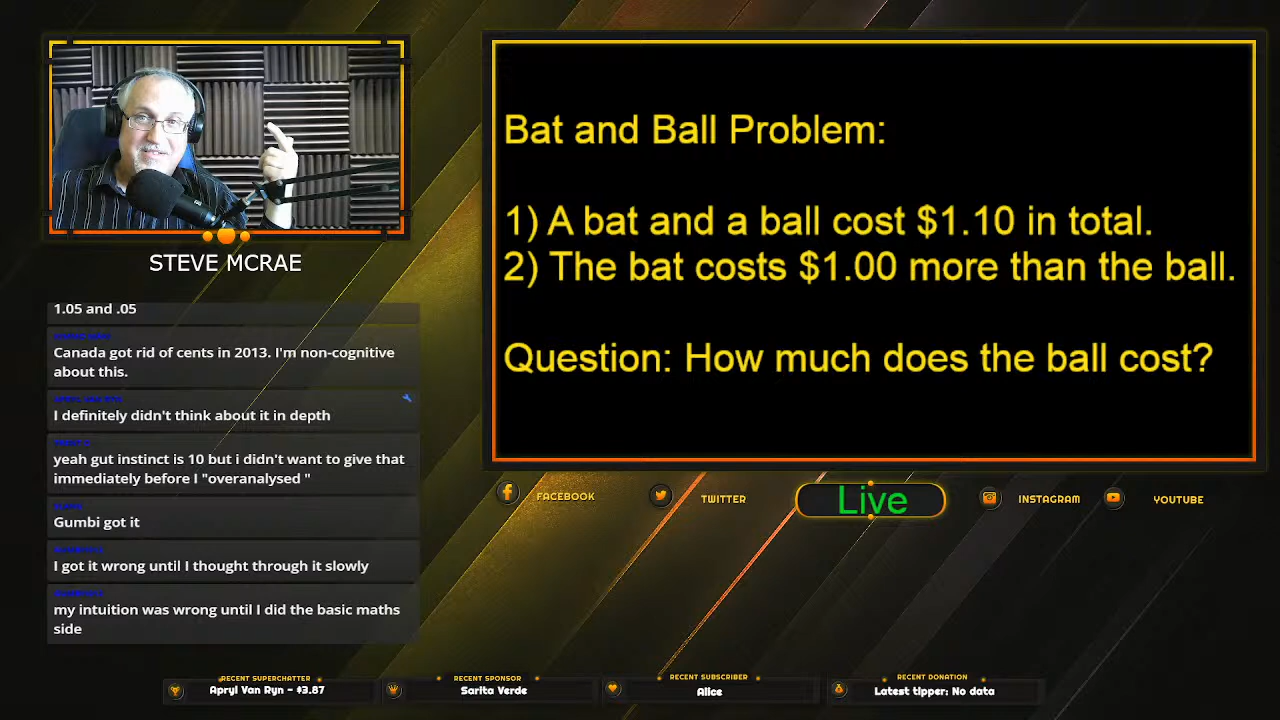 Bat and Ball Problem:
1) A bat and a ball cost $1.10 in total.
2) The bat costs $1.00 more than the ball.
Question: How much does the ball cost?
STEVE MCRAE
1.05 and .05
Canada got rid of cents in 2013. I'm non-cognitive
about this.
I definitely didn't think about it in depth
yeah gut instinct is 10 but i didn't want to give that
immediately before I "overanalysed "
Gumbi got it
I got it wrong until I thought through it slowly
my intuition was wrong until I did the basic maths
side
FACEBOOK
TWITTER
Live
INSTAGRAM
YOUTUBE
RECENT SUPERCHATTER
Apryl Van Ryn - $3.87
RECENT SPONSOR
Sarita Verde
RECENT SUBSCRIBER
Alice
RECENT DONATION
Latest tipper: No data